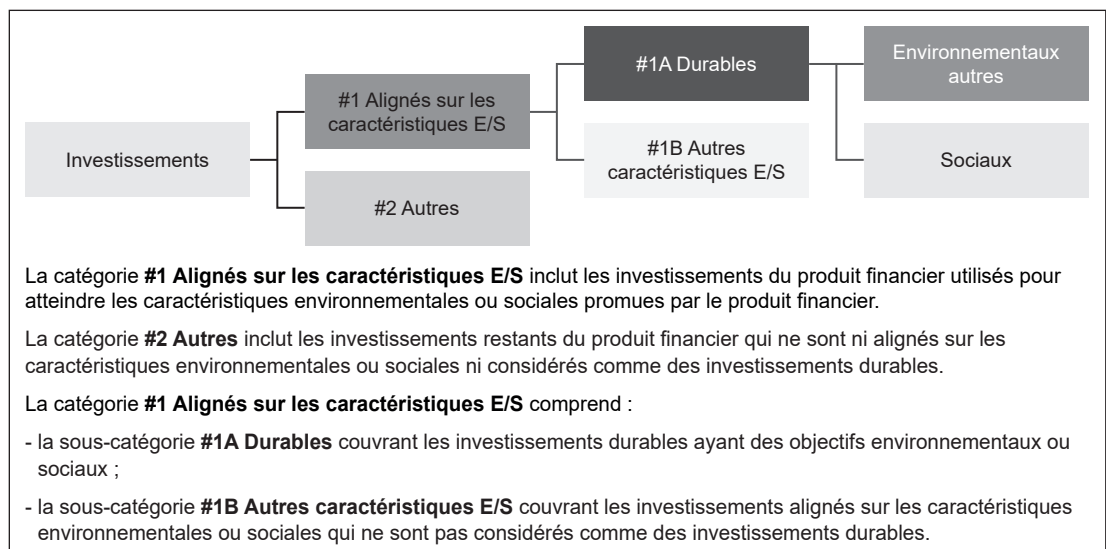 Investissements
#1 Alignés sur les
caractéristiques E/S
#2 Autres
#1A Durables
#1B Autres
caractéristiques E/S
Environnementaux
autres
Sociaux
La catégorie #1 Alignés sur les caractéristiques E/S inclut les investissements du produit financier utilisés pour
atteindre les caractéristiques environnementales ou sociales promues par le produit financier.
La catégorie #2 Autres inclut les investissements restants du produit financier qui ne sont ni alignés sur les
caractéristiques environnementales ou sociales ni considérés comme des investissements durables.
La catégorie #1 Alignés sur les caractéristiques E/S comprend :
- la sous-catégorie #1A Durables couvrant les investissements durables ayant des objectifs environnementaux ou
sociaux ;
- la sous-catégorie #1B Autres caractéristiques E/S couvrant les investissements alignés sur les caractéristiques
environnementales ou sociales qui ne sont pas considérés comme des investissements durables.